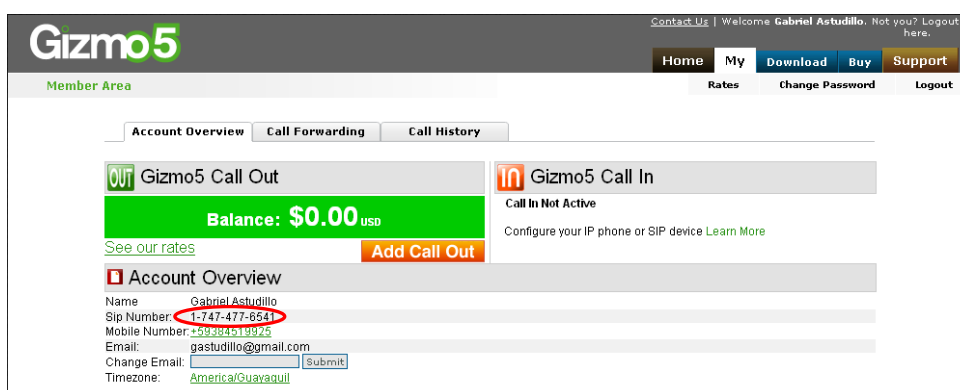 Contact Us | Welcome Gabriel Astudillo. Not you? Logout here.
Gizmo5
Home My Download Buy Support
Member Area
Rates Change Password Logout
Account Overview Call Forwarding Call History
OUT Gizmo5 Call Out
IN Gizmo5 Call In
Balance: $0.00 USD
Call In Not Active
Configure your IP phone or SIP device Learn More
See our rates
Add Call Out
Account Overview
Name Gabriel Astudillo
Sip Number: 1-747-477-6541
Mobile Number: +59384519925
Email: gastudillo@gmail.com
Change Email: Submit
Timezone: America/Guayaquil